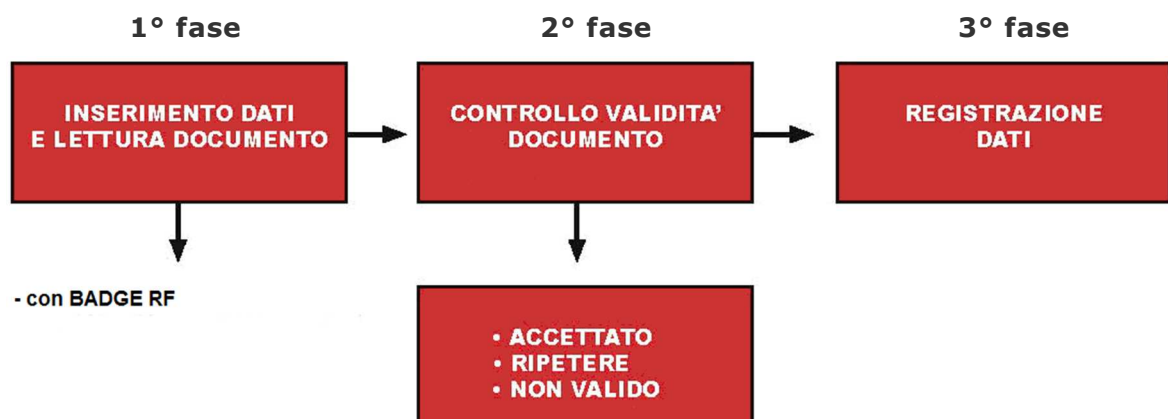 1° fase
2° fase
3° fase
INSERIMENTO DATI
E LETTURA DOCUMENTO
CONTROLLO VALIDITA’
DOCUMENTO
REGISTRAZIONE
DATI
- con BADGE RF
• ACCETTATO
• RIPETERE
• NON VALIDO